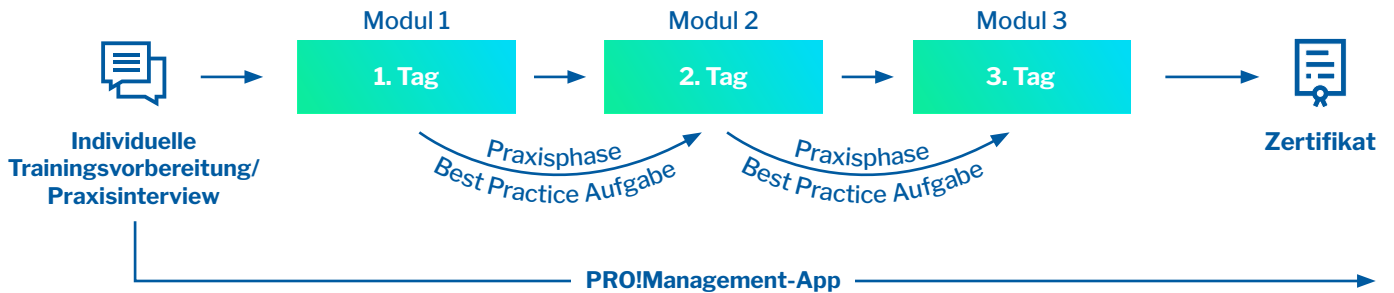 Modul 1
Modul 2
Modul 3
1. Tag
2. Tag
3. Tag
Individuelle
Trainingsvorbereitung/
Praxisinterview
Praxisphase
Best Practice Aufgabe
Praxisphase
Best Practice Aufgabe
Zertifikat
PRO!Management-App